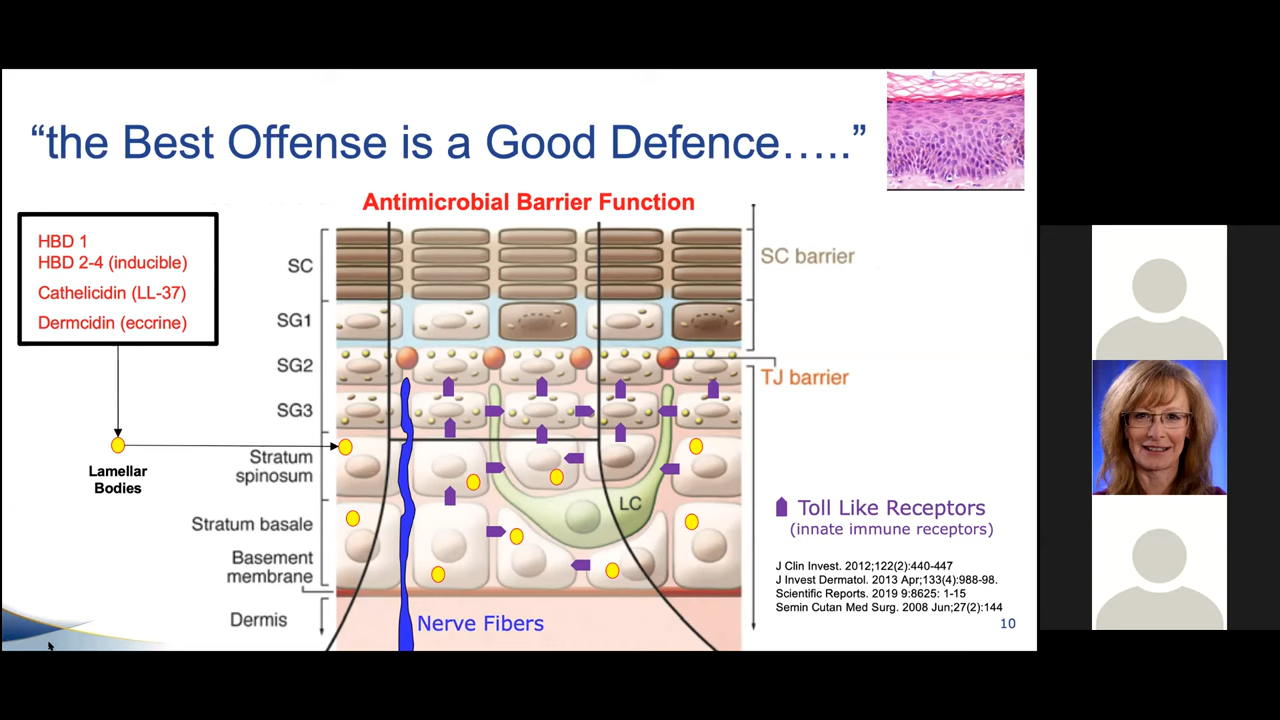 “the Best Offense is a Good Defence…..”
Antimicrobial Barrier Function
HBD 1
HBD 2-4 (inducible)
Cathelicidin (LL-37)
Dermcidin (eccrine)
Lamellar
Bodies
SC
SG1
SG2
SG3
Stratum
spinosum
Stratum basale
Basement
membrane
Dermis
LC
Nerve Fibers
SC barrier
TJ barrier
Toll Like Receptors
(innate immune receptors)
J Clin Invest. 2012;122(2):440-447
J Invest Dermatol. 2013 Apr;133(4):988-98.
Scientific Reports. 2019 9:8625: 1-15
Semin Cutan Med Surg. 2008 Jun;27(2):144
10